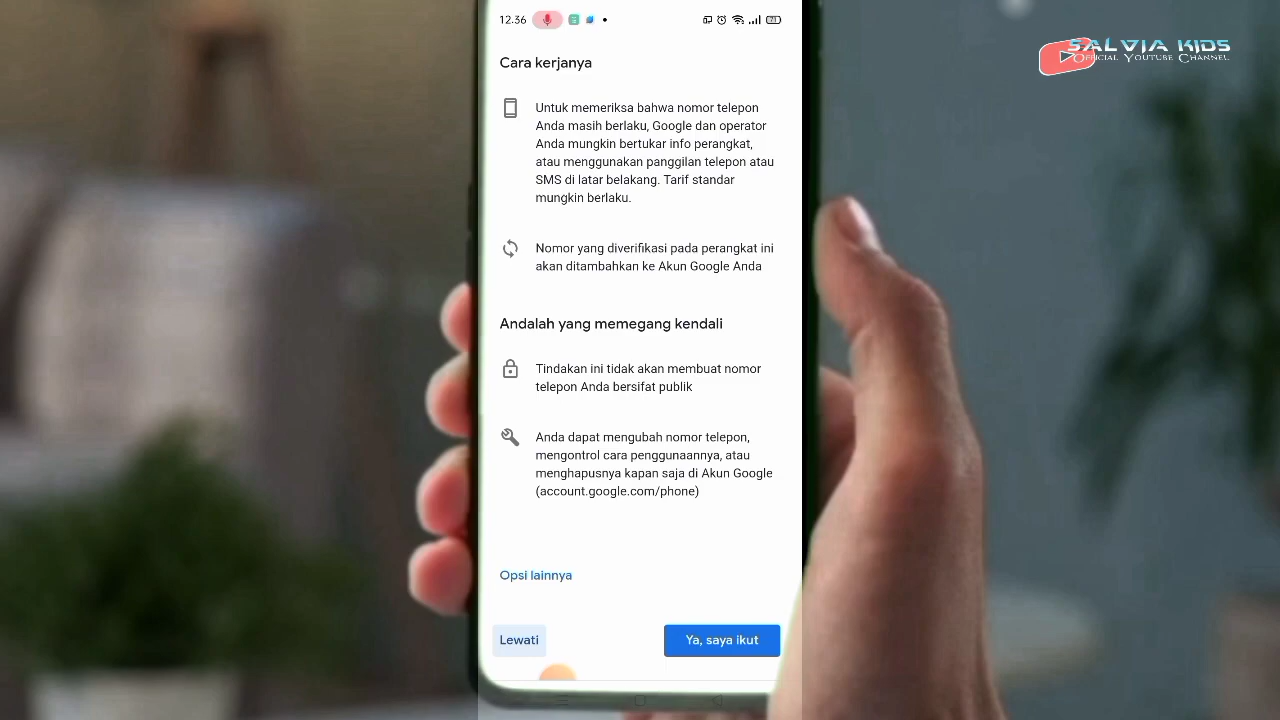 12.36
SALVIA KIDS
Official Youtube Channel
Cara kerjanya
Untuk memeriksa bahwa nomor telepon
Anda masih berlaku, Google dan operator
Anda mungkin bertukar info perangkat,
atau menggunakan panggilan telepon atau
SMS di latar belakang. Tarif standar
mungkin berlaku.
Nomor yang diverifikasi pada perangkat ini
akan ditambahkan ke Akun Google Anda
Andalah yang memegang kendali
Tindakan ini tidak akan membuat nomor
telepon Anda bersifat publik
Anda dapat mengubah nomor telepon,
mengontrol cara penggunaannya, atau
menghapusnya kapan saja di Akun Google
(account.google.com/phone)
Opsi lainnya
Lewati
Ya, saya ikut